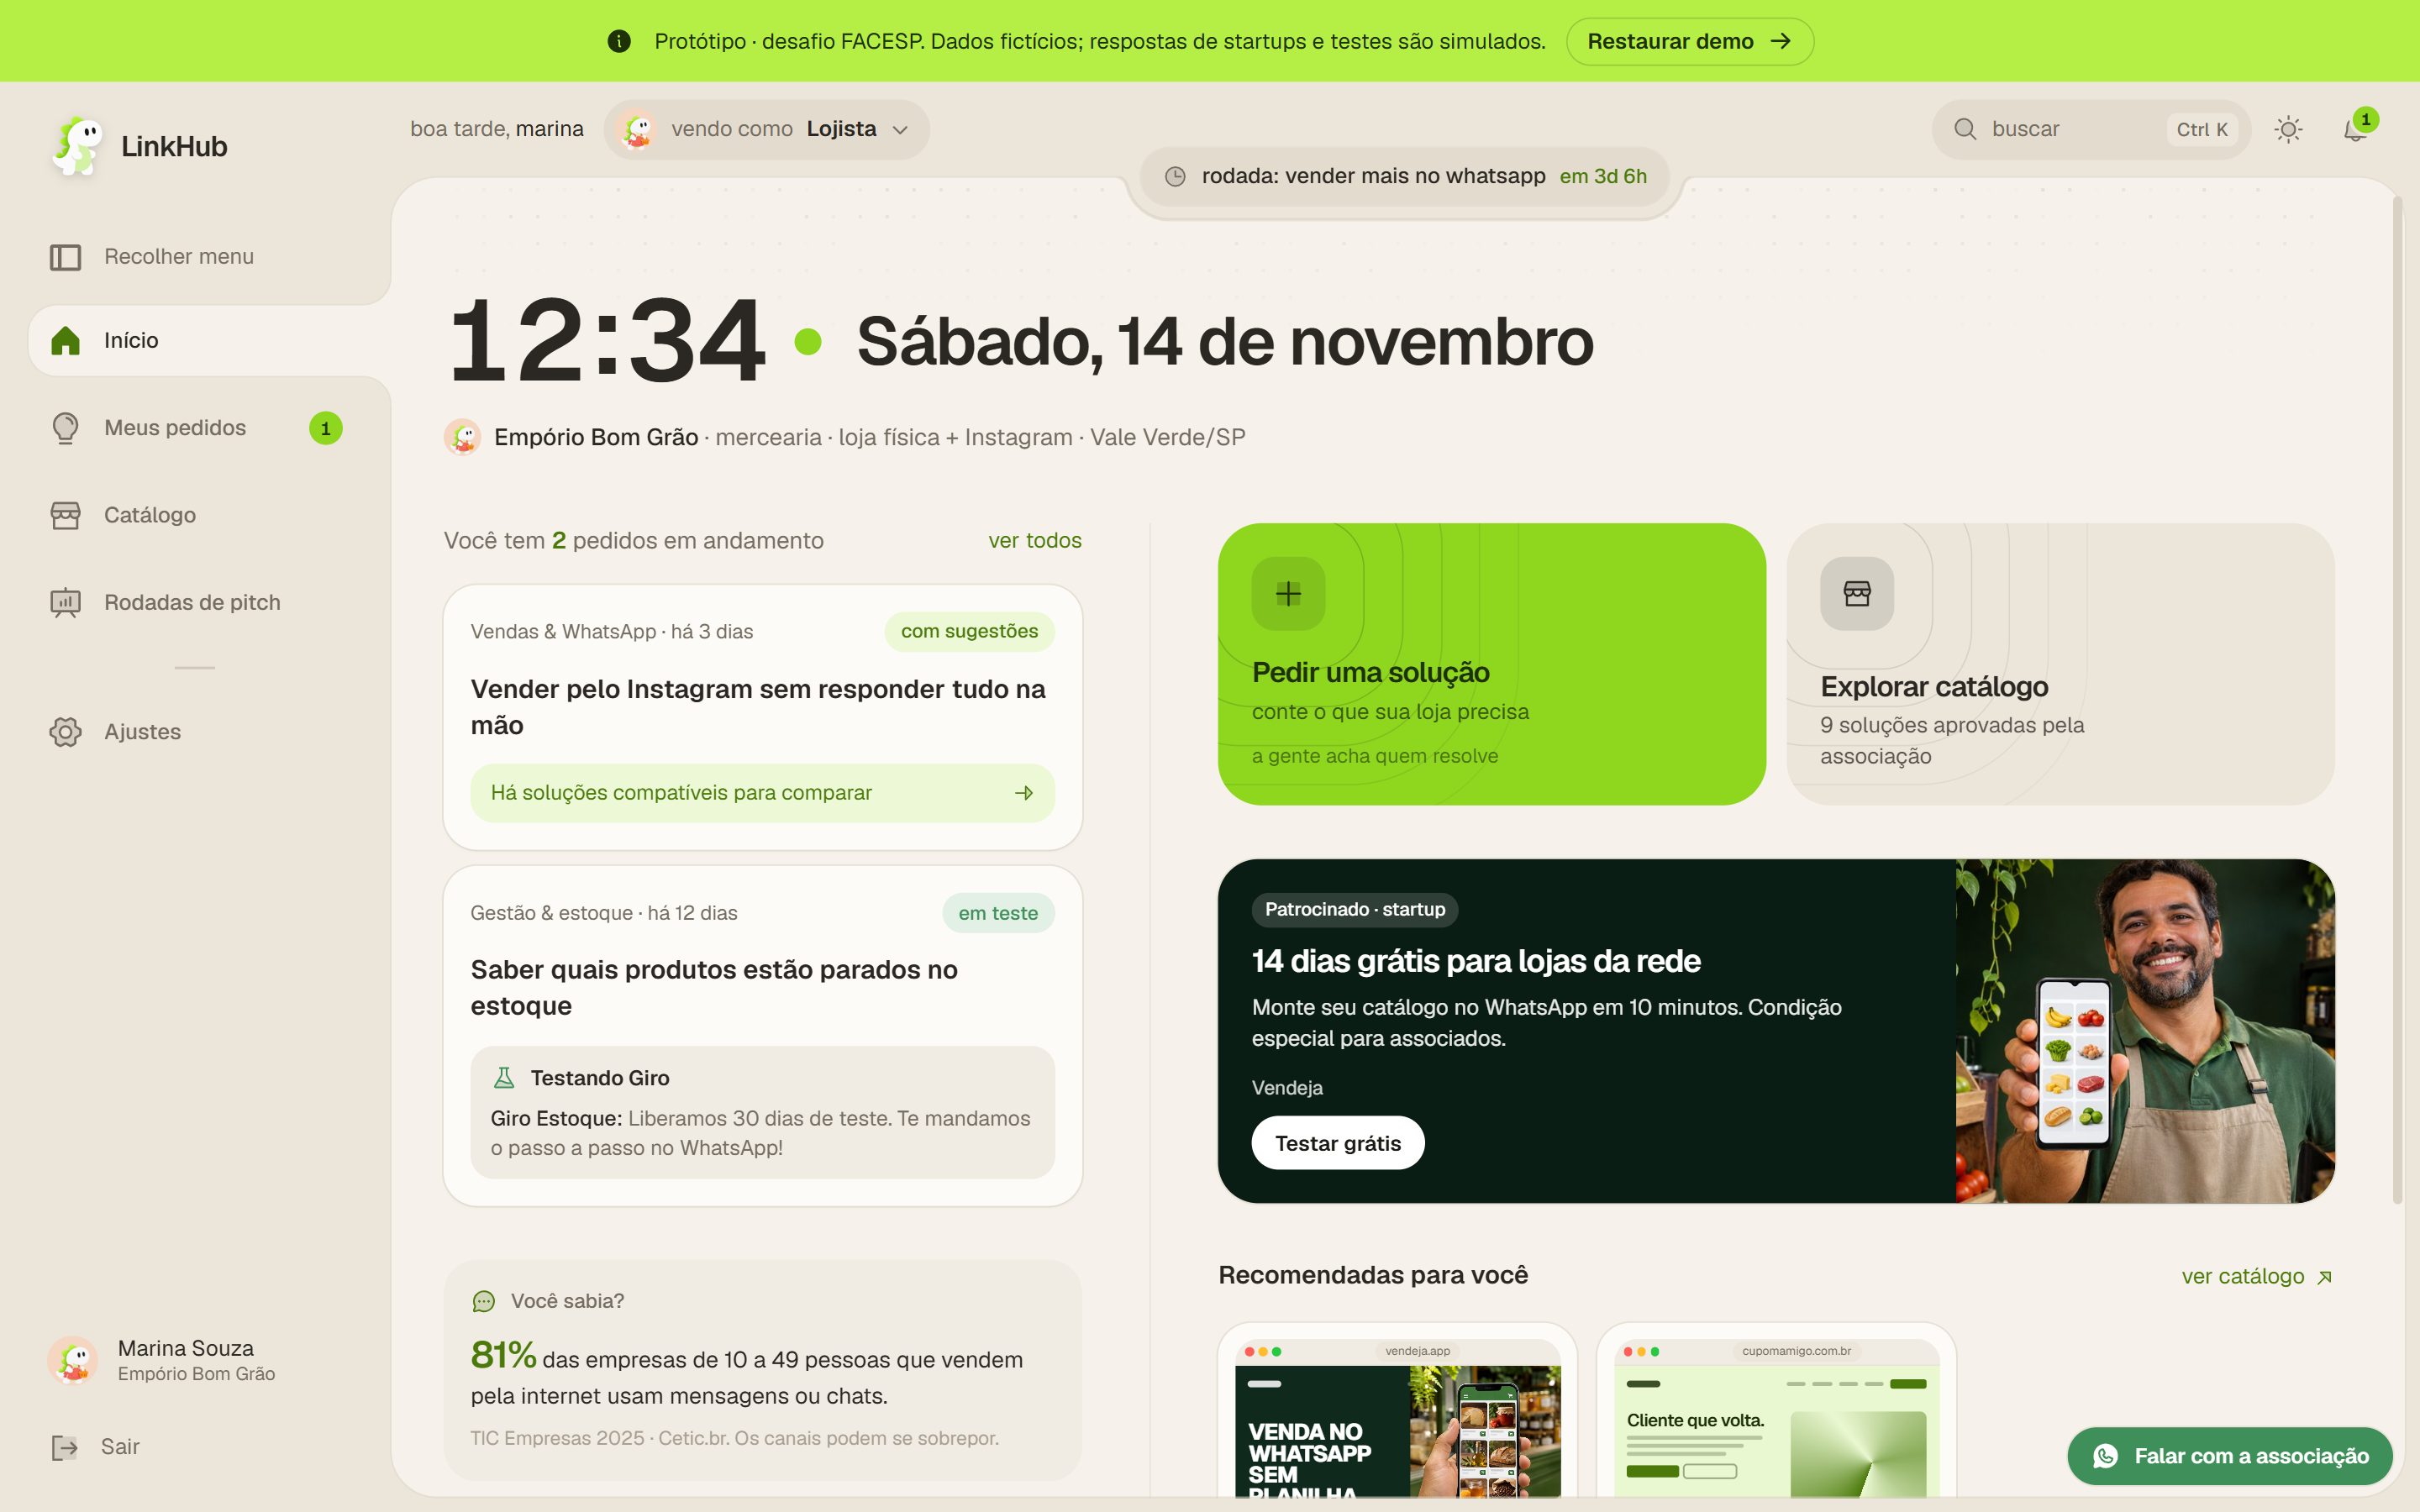 Protótipo · desafio FACESP. Dados fictícios; respostas de startups e testes são simulados.
Restaurar demo
LinkHub
boa tarde, marina
vendo como Lojista
buscar
Ctrl K
1
rodada: vender mais no whatsapp em 3d 6h
Recolher menu
Início
Meus pedidos
1
Catálogo
Rodadas de pitch
Ajustes
Marina Souza
Empório Bom Grão
Sair
12:34
Sábado, 14 de novembro
Empório Bom Grão · mercearia · loja física + Instagram · Vale Verde/SP
Você tem 2 pedidos em andamento
ver todos
Vendas & WhatsApp · há 3 dias
com sugestões
Vender pelo Instagram sem responder tudo na
mão
Há soluções compatíveis para comparar
Gestão & estoque · há 12 dias
em teste
Saber quais produtos estão parados no
estoque
Testando Giro
Giro Estoque: Liberamos 30 dias de teste. Te mandamos
o passo a passo no WhatsApp!
Você sabia?
81% das empresas de 10 a 49 pessoas que vendem
pela internet usam mensagens ou chats.
TIC Empresas 2025 · Cetic.br. Os canais podem se sobrepor.
Pedir uma solução
conte o que sua loja precisa
a gente acha quem resolve
Explorar catálogo
9 soluções aprovadas pela
associação
Patrocinado · startup
14 dias grátis para lojas da rede
Monte seu catálogo no WhatsApp em 10 minutos. Condição
especial para associados.
Vendeja
Testar grátis
Recomendadas para você
ver catálogo
vendeja.app
VENDA NO
WHATSAPP
SEM
PLANILHA
cupomamigo.com.br
Cliente que volta.
Falar com a associação